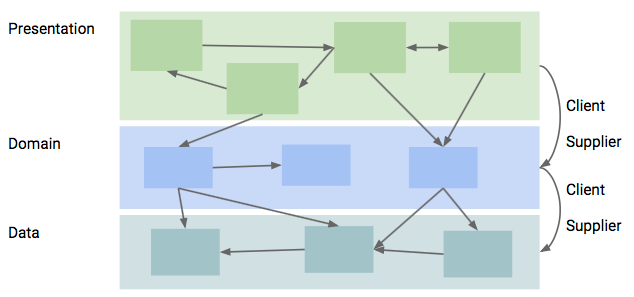 Presentation
Client
Domain
Supplier
Client
Data
Supplier